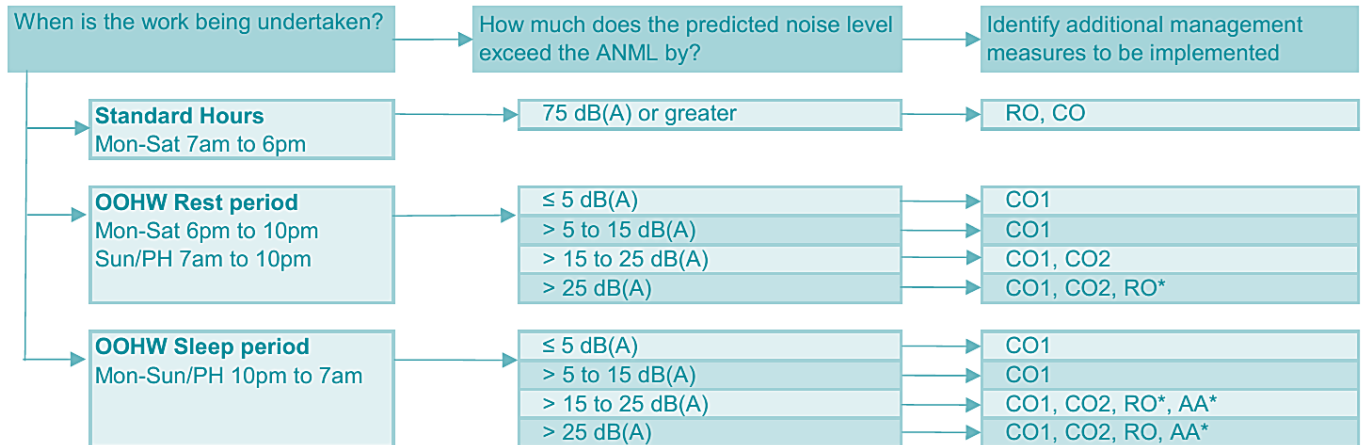 When is the work being undertaken?
How much does the predicted noise level
exceed the ANML by?
Identify additional management
measures to be implemented
Standard Hours
Mon-Sat 7am to 6pm
75 dB(A) or greater
RO, CO
OOHW Rest period
Mon-Sat 6pm to 10pm
Sun/PH 7am to 10pm
≤ 5 dB(A)
CO1
> 5 to 15 dB(A)
CO1
> 15 to 25 dB(A)
CO1, CO2
> 25 dB(A)
CO1, CO2, RO*
OOHW Sleep period
Mon-Sun/PH 10pm to 7am
≤ 5 dB(A)
CO1
> 5 to 15 dB(A)
CO1
> 15 to 25 dB(A)
CO1, CO2, RO*, AA*
> 25 dB(A)
CO1, CO2, RO, AA*